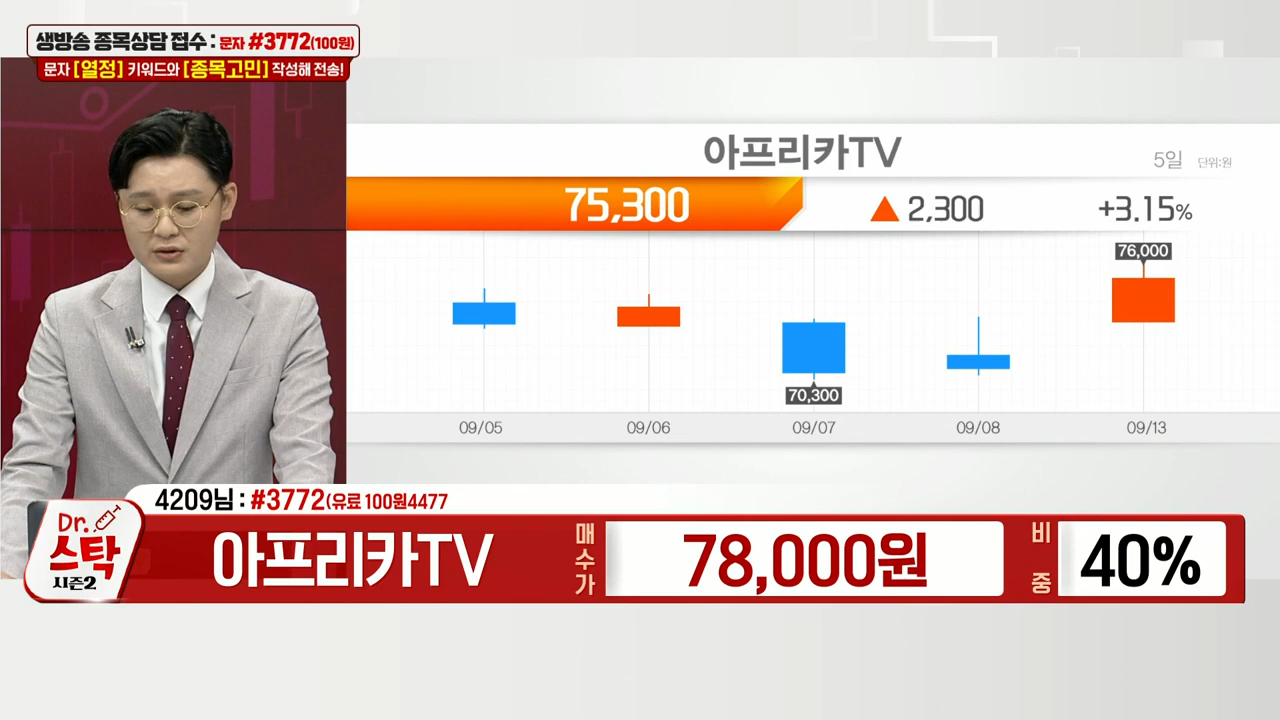 생방송 종목상담 접수 : 문자 #3772(100원)
문자 [열정] 키워드와 [종목고민] 작성해 전송!
아프리카TV
5일 단위:원
75,300 ▲ 2,300 +3.15%
76,000
70,300
09/05 09/06 09/07 09/08 09/13
4209님 : #3772(유료 100원4477
Dr.
스탁
시즌2
아프리카TV 매수가 78,000원 비중 40%